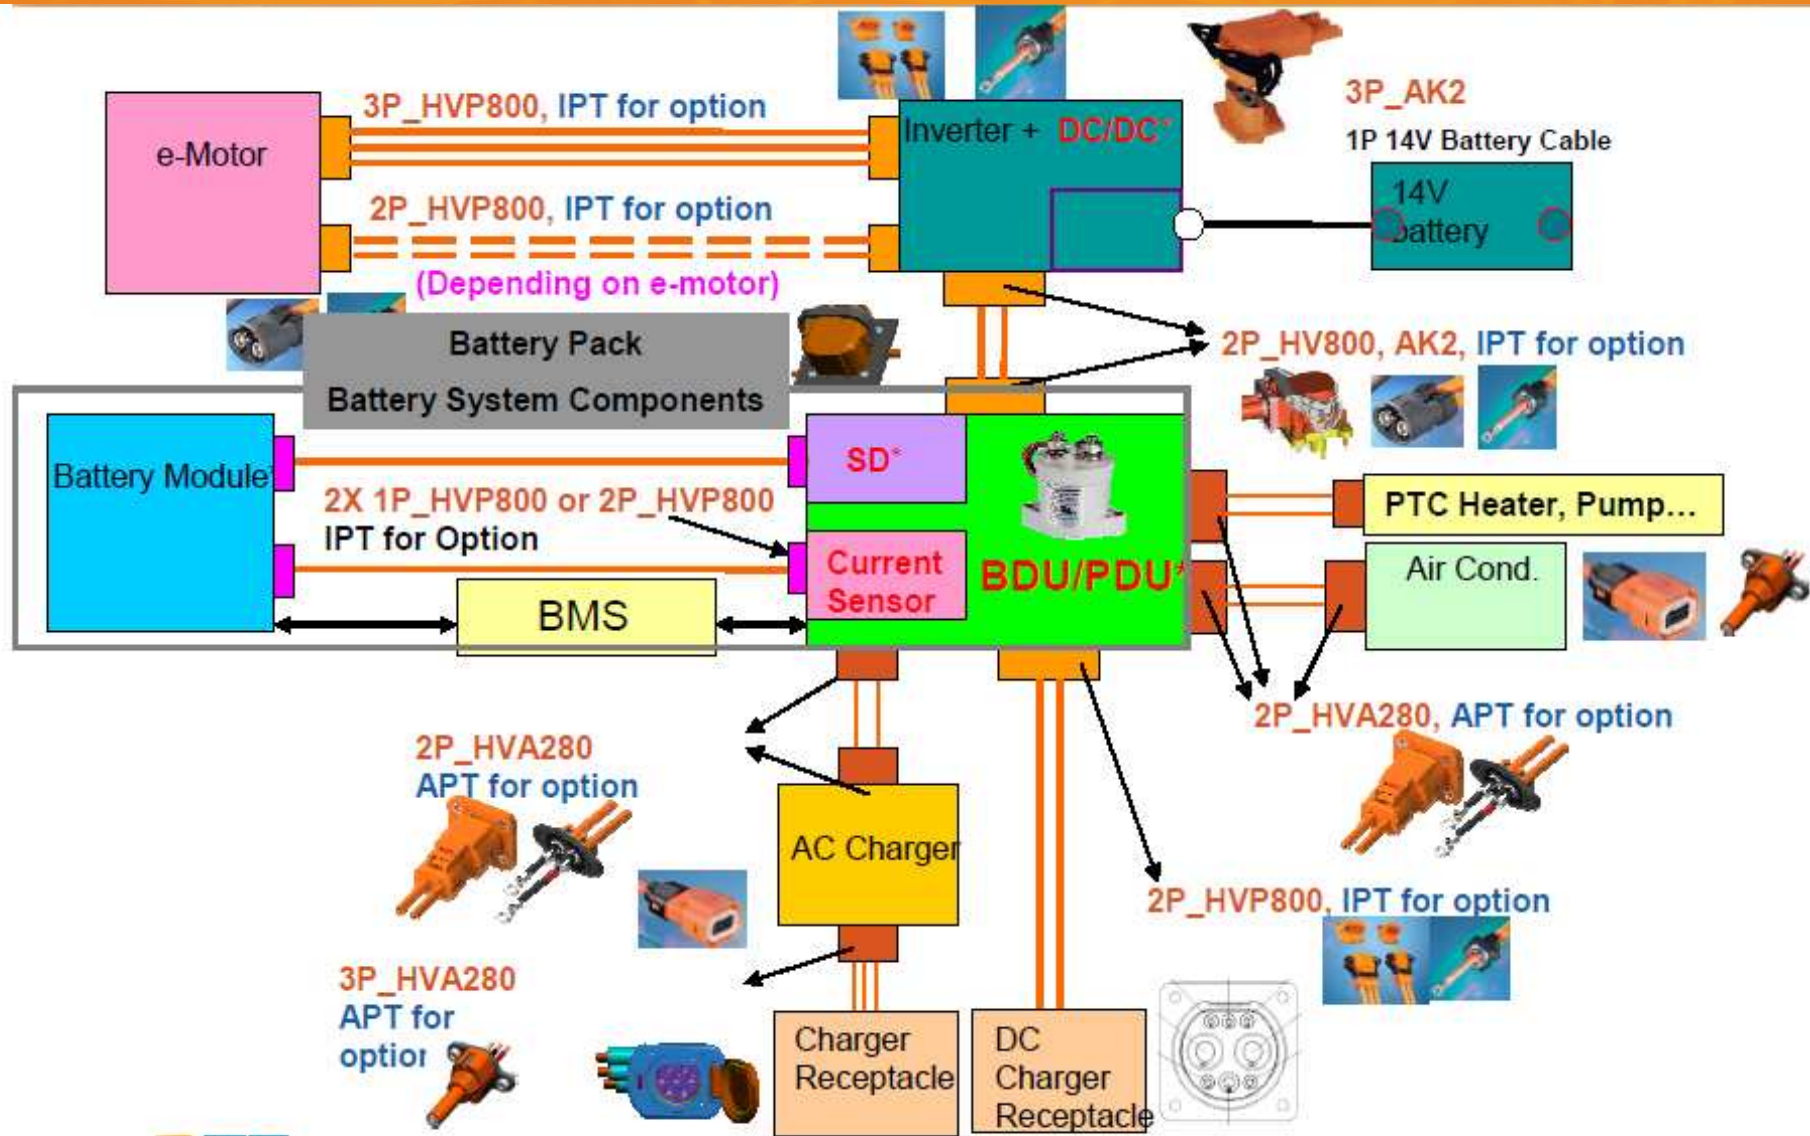 3P_HVP800, IPT for option
e-Motor
Inverter + DC/DC*
3P_AK2
1P 14V Battery Cable
14V
battery
2P_HVP800, IPT for option
(Depending on e-motor)
Battery Pack
Battery System Components
2P_HV800, AK2, IPT for option
Battery Module*
SD*
2X 1P_HVP800 or 2P_HVP800
IPT for Option
Current
Sensor
BDU/PDU*
BMS
PTC Heater, Pump...
Air Cond.
2P_HVA280, APT for option
2P_HVA280
APT for option
AC Charger
2P_HVP800, IPT for option
3P_HVA280
APT for
option
Charger
Receptacle
DC
Charger
Receptacle